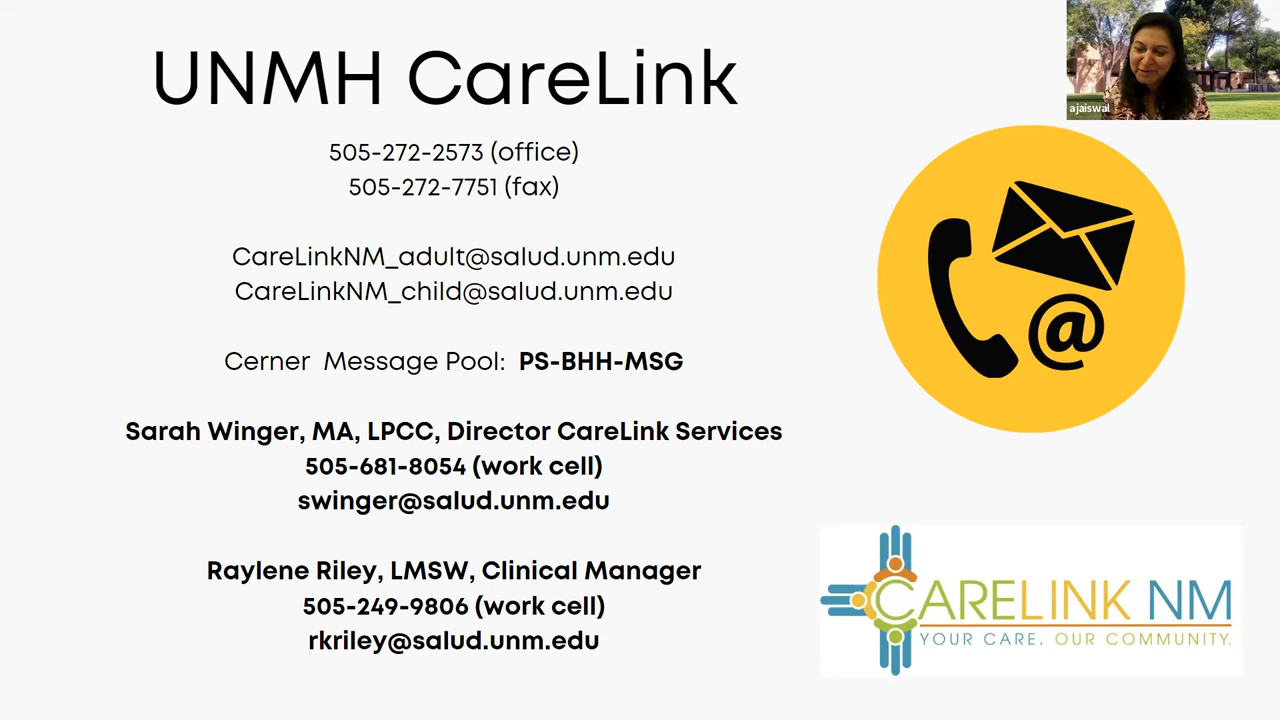 UNMH CareLink
ajaiswal
505-272-2573 (office)
505-272-7751 (fax)
CareLinkNM_adult@salud.unm.edu
CareLinkNM_child@salud.unm.edu
Cerner Message Pool: PS-BHH-MSG
Sarah Winger, MA, LPCC, Director CareLink Services
505-681-8054 (work cell)
swinger@salud.unm.edu
Raylene Riley, LMSW, Clinical Manager
505-249-9806 (work cell)
rkriley@salud.unm.edu
@
CARELINK NM
YOUR CARE. OUR COMMUNITY.